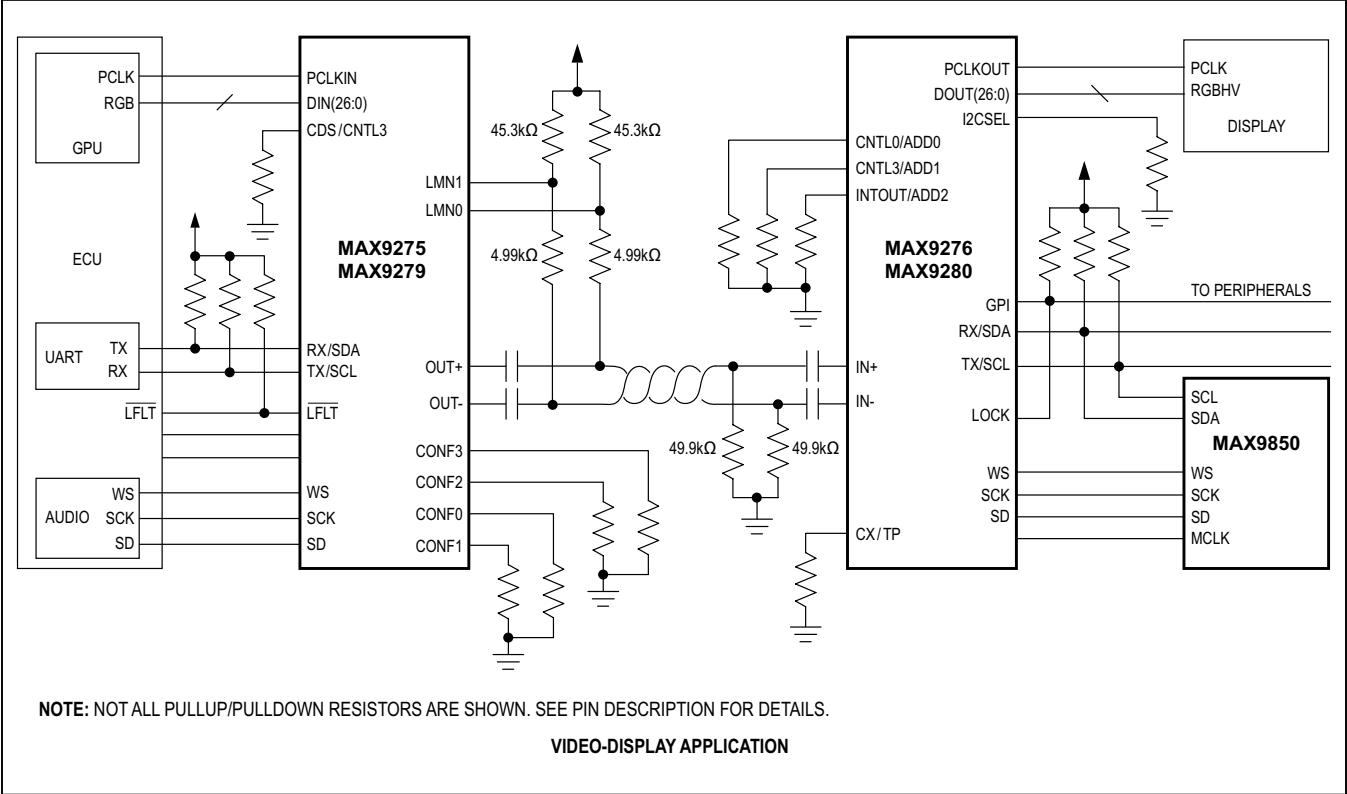 PCLK
RGB
GPU
ECU
UART
TX
RX
LFLT
AUDIO
WS
SCK
SD
PCLKIN
DIN(26:0)
CDS/CNTL3
LMN1
LMN0
MAX9275
MAX9279
RX/SDA
TX/SCL
LFLT
OUT+
OUT-
CONF3
CONF2
CONF0
CONF1
WS
SCK
SD
45.3kΩ
45.3kΩ
4.99kΩ
4.99kΩ
49.9kΩ
49.9kΩ
PCLKOUT
DOUT(26:0)
I2CSEL
CNTL0/ADD0
CNTL3/ADD1
INTOUT/ADD2
MAX9276
MAX9280
GPI
RX/SDA
TX/SCL
IN+
IN-
LOCK
WS
SCK
SD
CX/TP
PCLK
RGBHV
DISPLAY
TO PERIPHERALS
SCL
SDA
MAX9850
WS
SCK
SD
MCLK
NOTE: NOT ALL PULLUP/PULLDOWN RESISTORS ARE SHOWN. SEE PIN DESCRIPTION FOR DETAILS.
VIDEO-DISPLAY APPLICATION